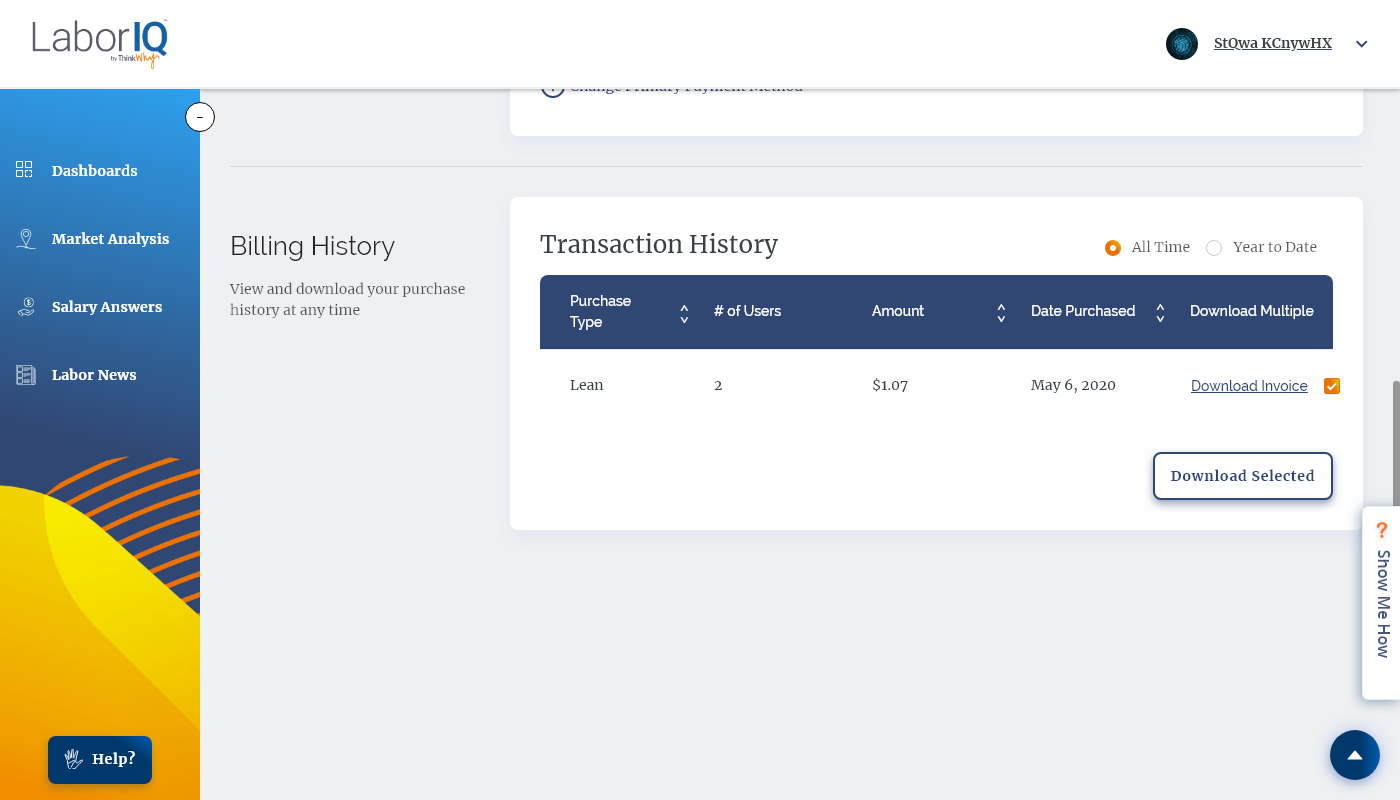 LaborIQ
by ThinkWhy
StQwa KCnywHX
Change Primary Payment Method
-
Dashboards
Market Analysis
Salary Answers
Labor News
Billing History
View and download your purchase
history at any time
Transaction History
All Time
Year to Date
Purchase
Type
# of Users
Amount
Date Purchased
Download Multiple
Lean
2
$1.07
May 6, 2020
Download Invoice
Download Selected
? Show Me How
Help?